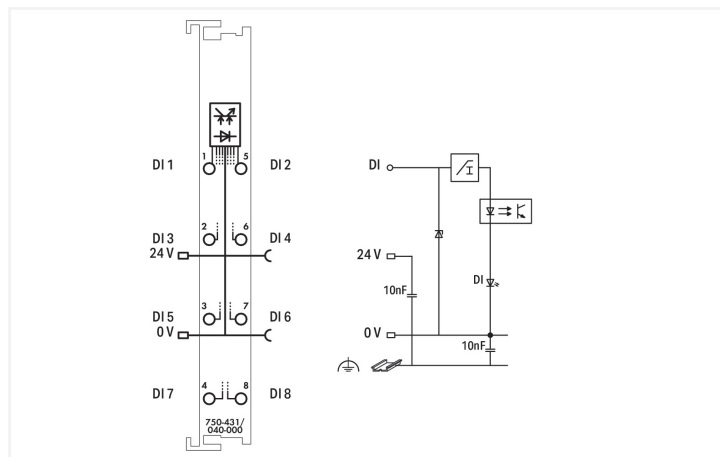 1
5
DI 1
DI 2
2
6
DI 3
DI 4
24 V
3
7
DI 5
DI 6
0 V
4
8
DI 7
DI 8
750-431/
040-000
DI
I
24 V
10nF
DI
0 V
10nF